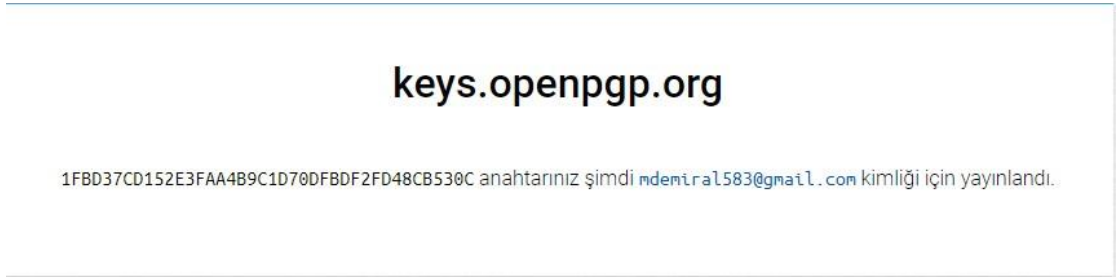 keys.openpgp.org
1FBD37CD152E3FAA4B9C1D70DFBDF2FD48CB530C anahtarınız şimdi mdemiral583@gmail.com kimliği için yayınlandı.